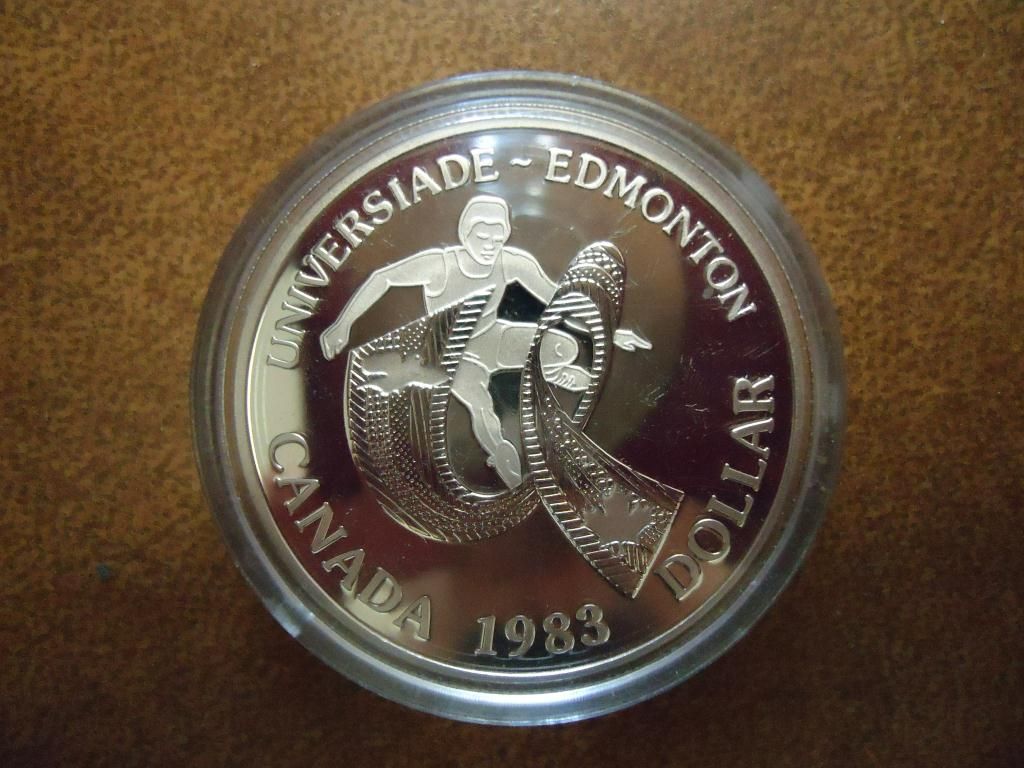 UNIVERSIADE ~ EDMONTON
CANADA 1983 DOLLAR